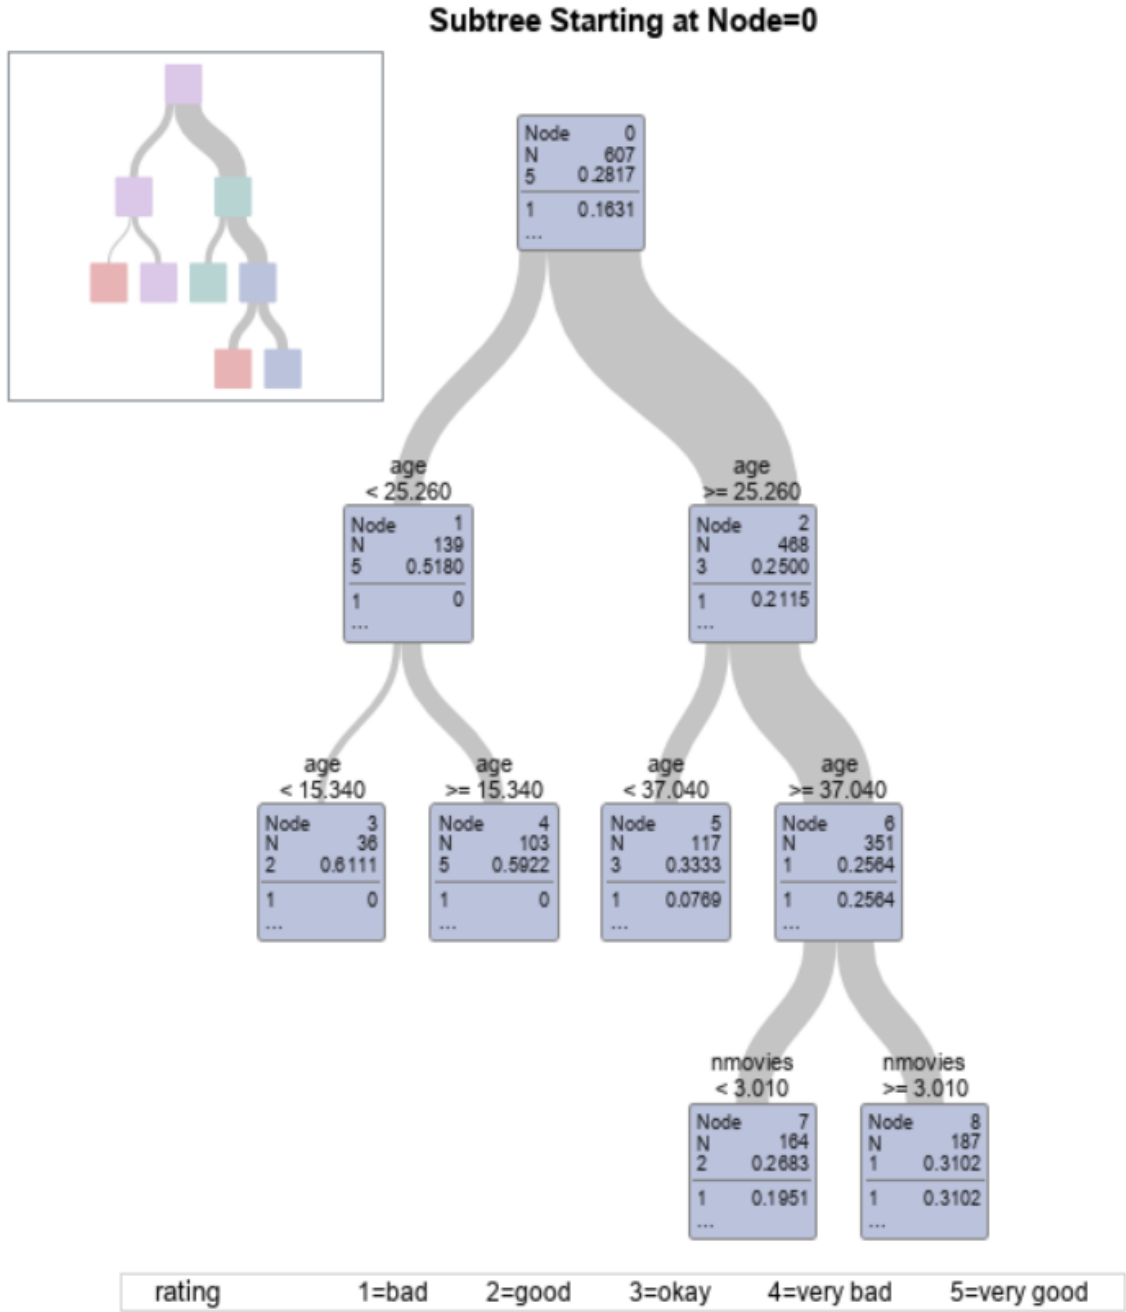 Subtree Starting at Node=0
Node 0
N 607
5 0.2817
1 0.1631
...
age
< 25.260
Node 1
N 139
5 0.5180
1 0
...
age
>= 25.260
Node 2
N 468
3 0.2500
1 0.2115
...
age
< 15.340
Node 3
N 36
2 0.6111
1 0
...
age
>= 15.340
Node 4
N 103
5 0.5922
1 0
...
age
< 37.040
Node 5
N 117
3 0.3333
1 0.0769
...
age
>= 37.040
Node 6
N 351
1 0.2564
1 0.2564
...
nmovies
< 3.010
Node 7
N 164
2 0.2683
1 0.1951
...
nmovies
>= 3.010
Node 8
N 187
1 0.3102
1 0.3102
...
rating 1=bad 2=good 3=okay 4=very bad 5=very good